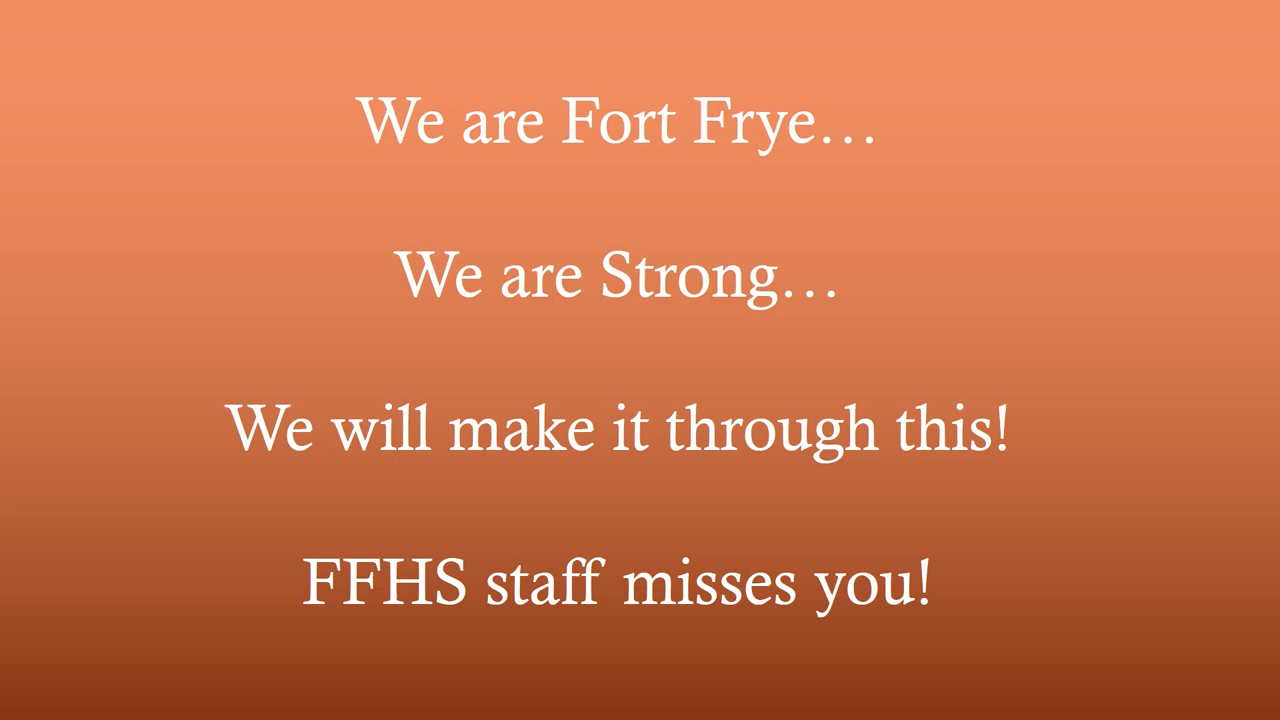 We are Fort Frye…
We are Strong…
We will make it through this!
FFHS staff misses you!